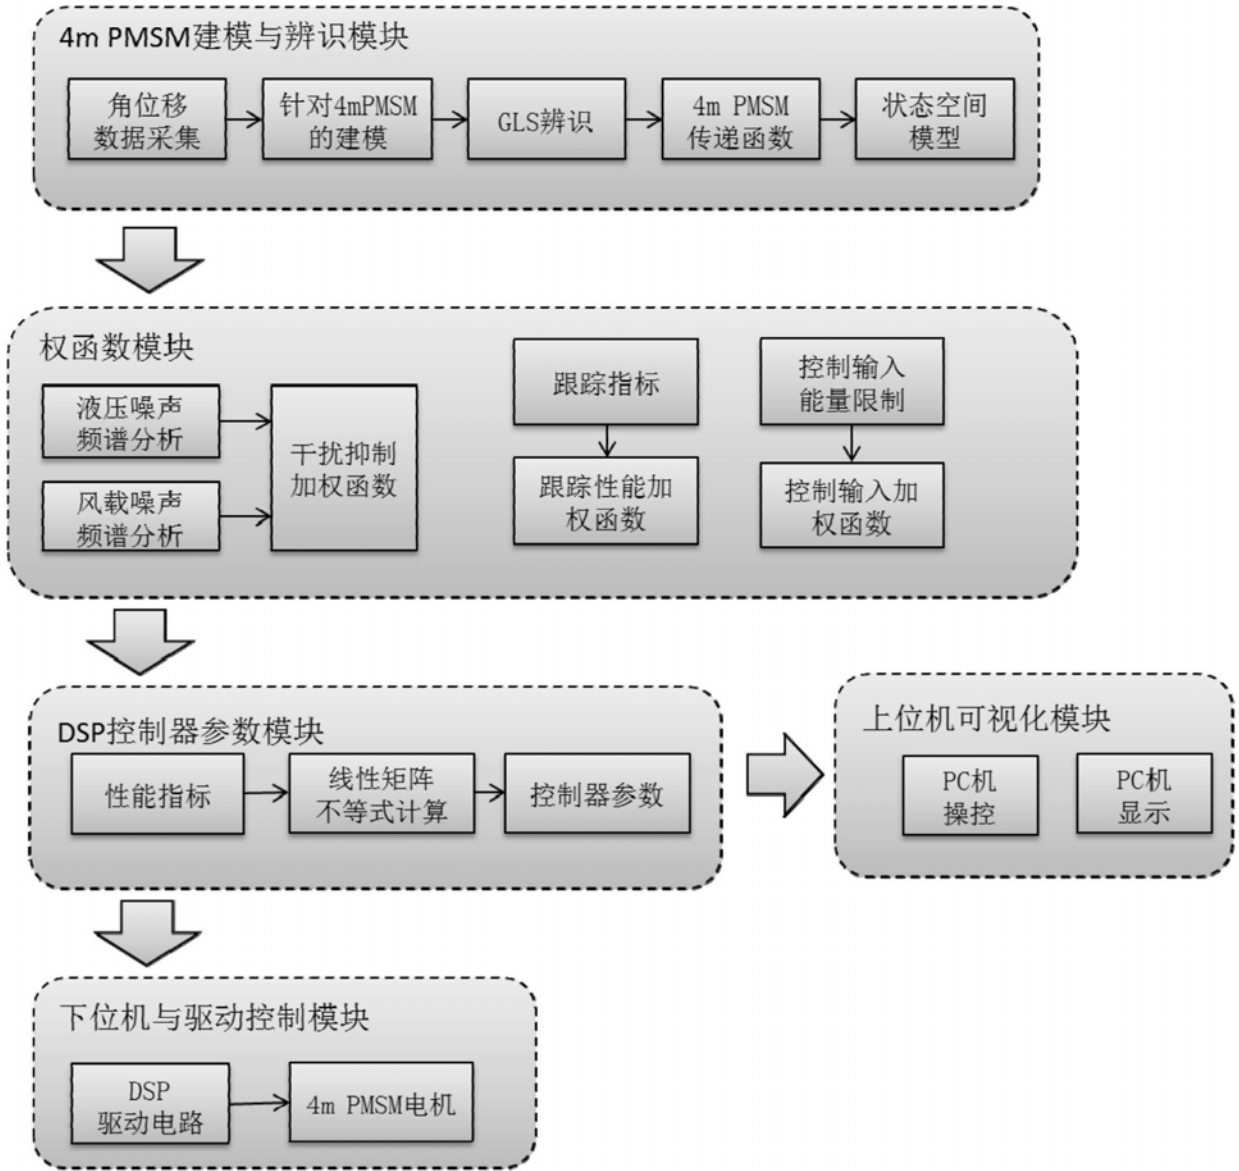 4m PMSM建模与辨识模块
角位移
数据采集
针对4mPMSM
的建模
GLS辨识
4m PMSM
传递函数
状态空间
模型
权函数模块
液压噪声
频谱分析
风载噪声
频谱分析
干扰抑制
加权函数
跟踪指标
跟踪性能加
权函数
控制输入
能量限制
控制输入加
权函数
DSP控制器参数模块
性能指标
线性矩阵
不等式计算
控制器参数
上位机可视化模块
PC机
操控
PC机
显示
下位机与驱动控制模块
DSP
驱动电路
4m PMSM电机